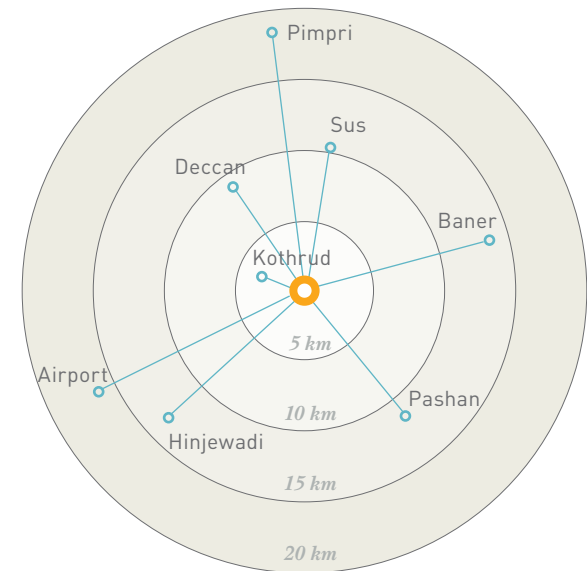 Pimpri
Sus
Deccan
Baner
Kothrud
5 km
Airport
Pashan
10 km
Hinjewadi
15 km
20 km